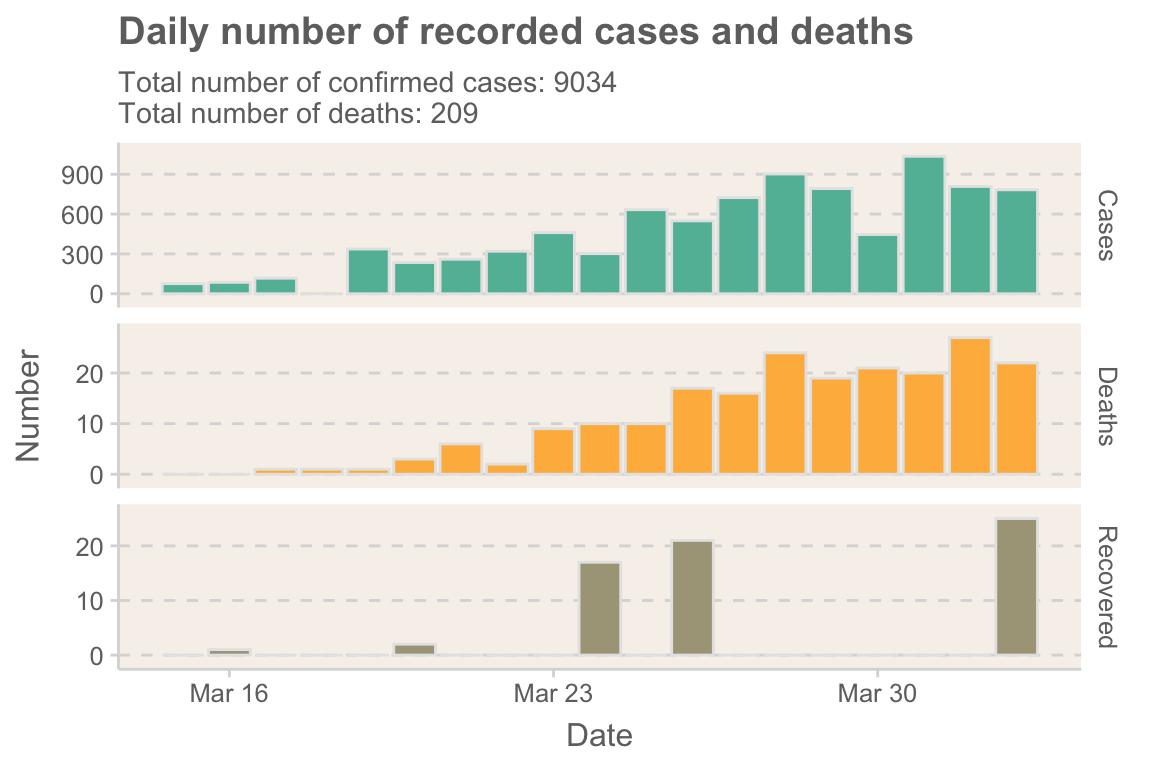 Daily number of recorded cases and deaths
Total number of confirmed cases: 9034
Total number of deaths: 209
900
600
300
0
Cases
Number
20
10
0
Deaths
20
10
0
Recovered
Mar 16
Mar 23
Mar 30
Date